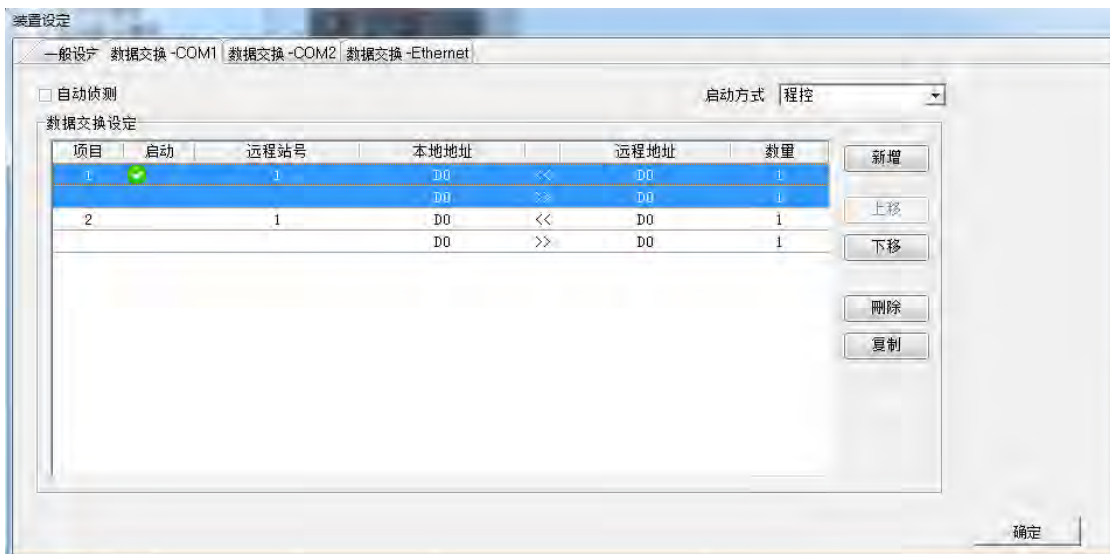 装置设定
一般设定 数据交换-COM1 数据交换-COM2 数据交换-Ethernet
自动侦测 启动方式 程控
数据交换设定
项目 启动 远程站号 本地地址 远程地址 数量
1 1 D0 << D0 1
D0 >> D0 1
2 1 D0 << D0 1
D0 >> D0 1
新增
上移
下移
刪除
复制
确定